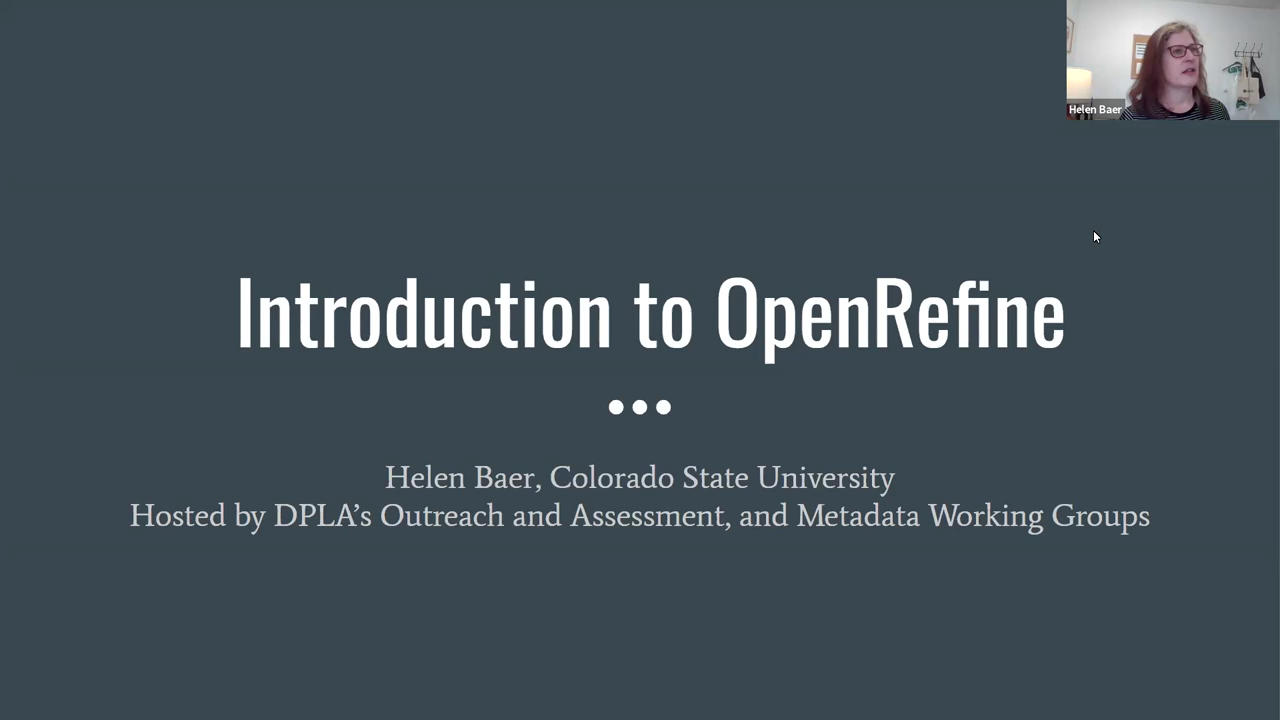 Helen Baer
Introduction to OpenRefine
Helen Baer, Colorado State University
Hosted by DPLA’s Outreach and Assessment, and Metadata Working Groups